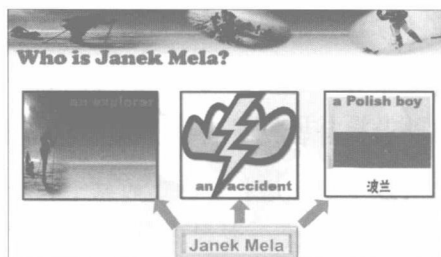 Who is Janek Mela?
an explorer
an accident
a Polish boy
波兰
Janek Mela